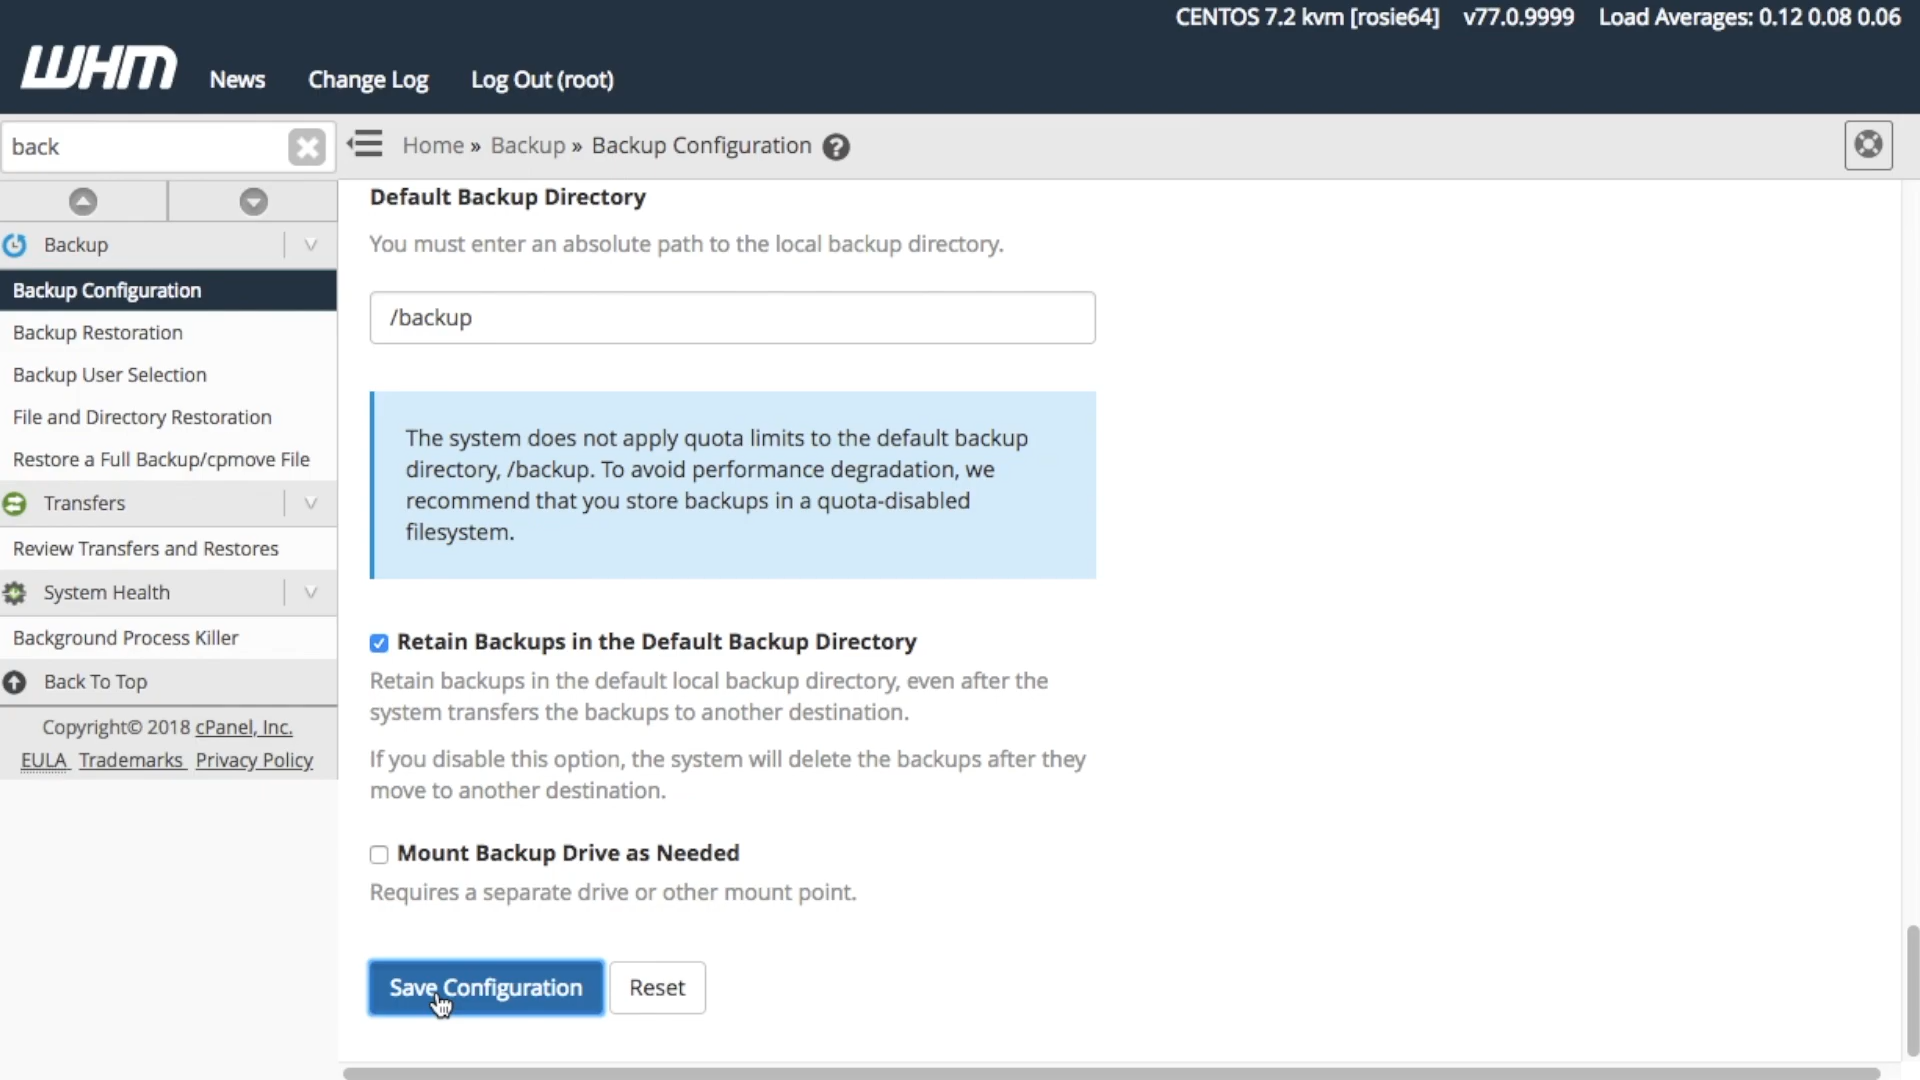 CENTOS 7.2 kvm [rosie64] v77.0.9999 Load Averages: 0.12 0.08 0.06
WHM News Change Log Log Out (root)
back
Home » Backup » Backup Configuration ?
Backup
Backup Configuration
Backup Restoration
Backup User Selection
File and Directory Restoration
Restore a Full Backup/cpmove File
Transfers
Review Transfers and Restores
System Health
Background Process Killer
Back To Top
Copyright© 2018 cPanel, Inc.
EULA Trademarks Privacy Policy
Default Backup Directory
You must enter an absolute path to the local backup directory.
/backup
The system does not apply quota limits to the default backup
directory, /backup. To avoid performance degradation, we
recommend that you store backups in a quota-disabled
filesystem.
Retain Backups in the Default Backup Directory
Retain backups in the default local backup directory, even after the
system transfers the backups to another destination.
If you disable this option, the system will delete the backups after they
move to another destination.
Mount Backup Drive as Needed
Requires a separate drive or other mount point.
Save Configuration Reset